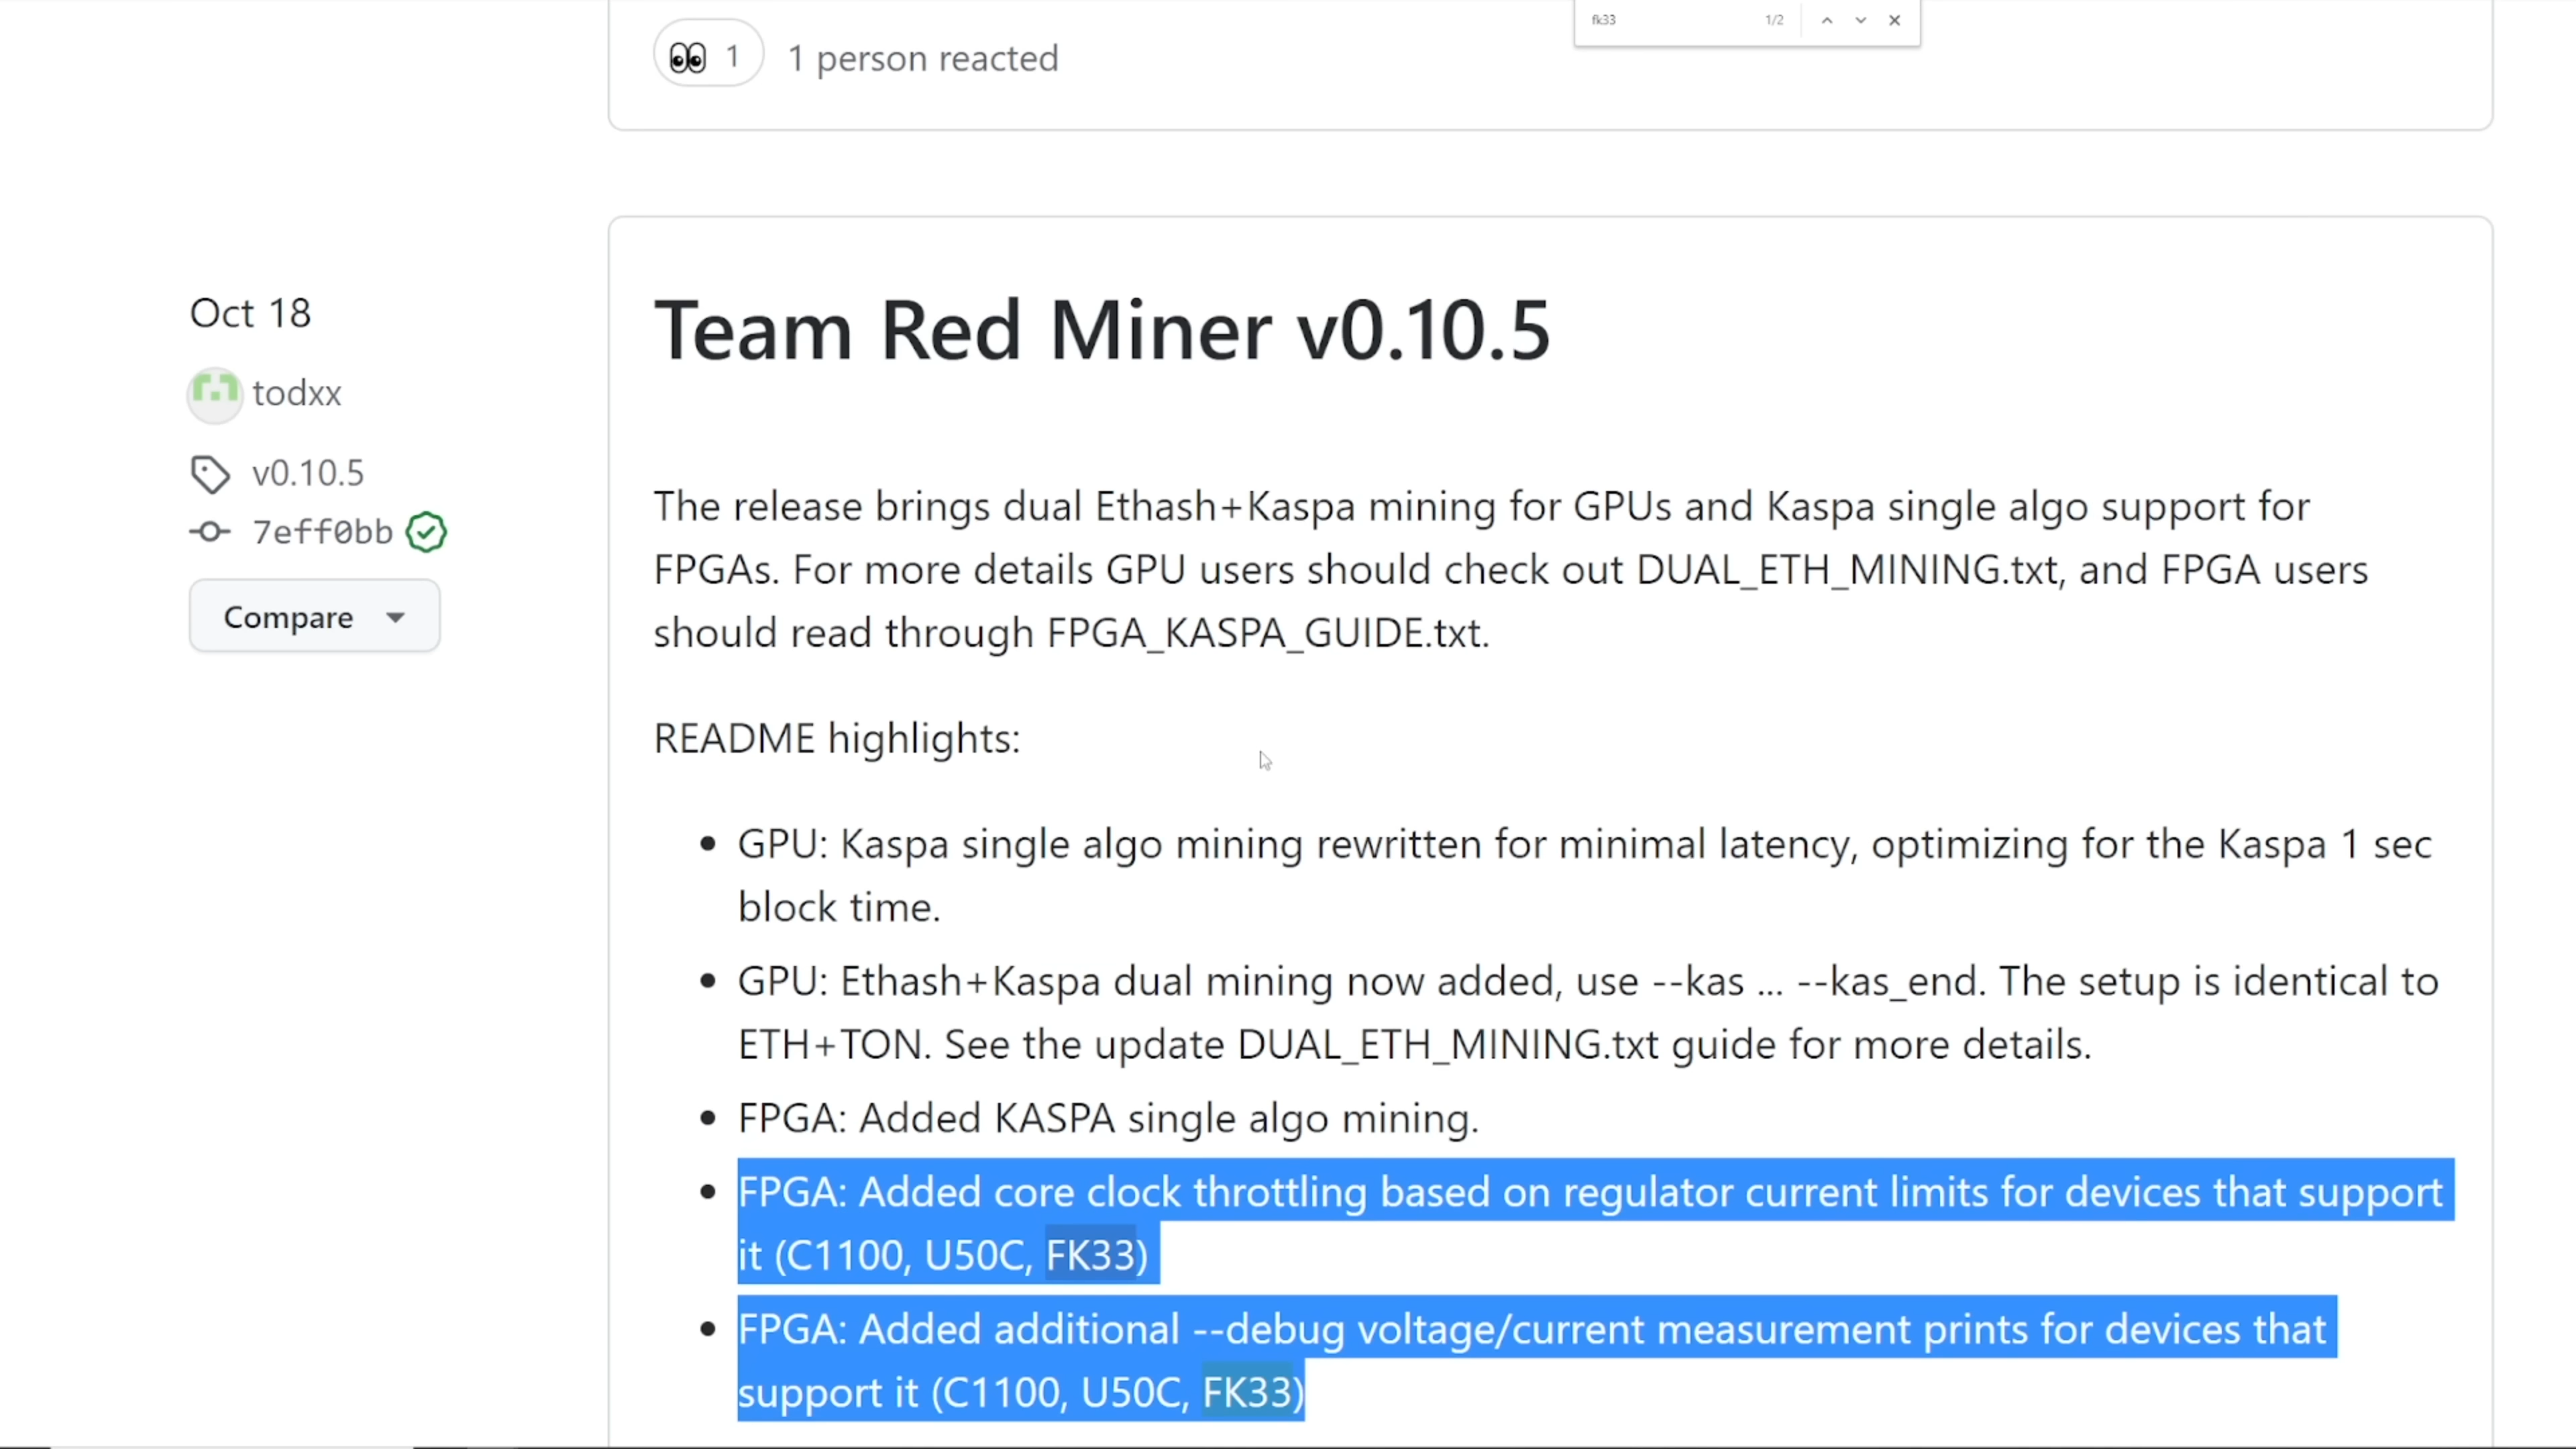 fk33
1/2
1
1 person reacted
Oct 18
todxx
v0.10.5
7eff0bb
Compare
Team Red Miner v0.10.5
The release brings dual Ethash+Kaspa mining for GPUs and Kaspa single algo support for
FPGAs. For more details GPU users should check out DUAL_ETH_MINING.txt, and FPGA users
should read through FPGA_KASPA_GUIDE.txt.
README highlights:
• GPU: Kaspa single algo mining rewritten for minimal latency, optimizing for the Kaspa 1 sec
block time.
• GPU: Ethash+Kaspa dual mining now added, use --kas ... --kas_end. The setup is identical to
ETH+TON. See the update DUAL_ETH_MINING.txt guide for more details.
• FPGA: Added KASPA single algo mining.
• FPGA: Added core clock throttling based on regulator current limits for devices that support
it (C1100, U50C, FK33)
• FPGA: Added additional --debug voltage/current measurement prints for devices that
support it (C1100, U50C, FK33)